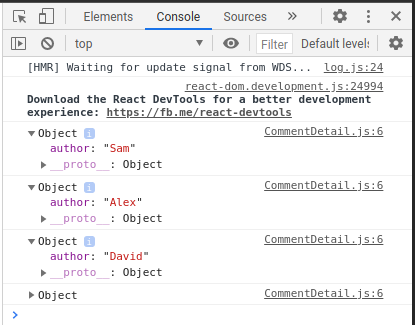 Elements Console Sources
top Filter Default levels
[HMR] Waiting for update signal from WDS... log.js:24
react-dom.development.js:24994
Download the React DevTools for a better development
experience: https://fb.me/react-devtools
Object i CommentDetail.js:6
author: "Sam"
__proto__: Object
Object i CommentDetail.js:6
author: "Alex"
__proto__: Object
Object i CommentDetail.js:6
author: "David"
__proto__: Object
Object CommentDetail.js:6